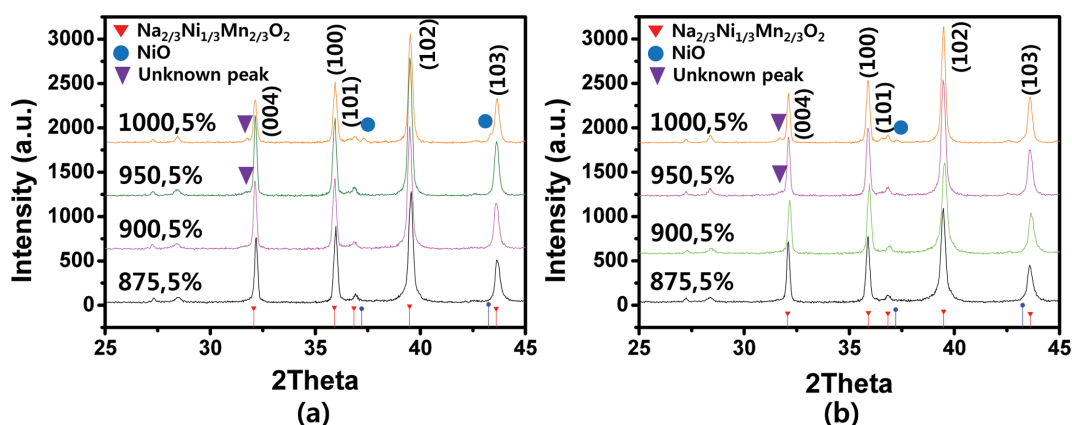 Intensity (a.u.)
3000
2500
2000
1500
1000
500
0
Na2/3Ni1/3Mn2/3O2
NiO
Unknown peak
(004)
(100)
(101)
(102)
(103)
1000,5%
950,5%
900,5%
875,5%
25 30 35 40 45
2Theta
(a)
Intensity (a.u.)
3000
2500
2000
1500
1000
500
0
Na2/3Ni1/3Mn2/3O2
NiO
Unknown peak
(004)
(100)
(101)
(102)
(103)
1000,5%
950,5%
900,5%
875,5%
25 30 35 40 45
2Theta
(b)